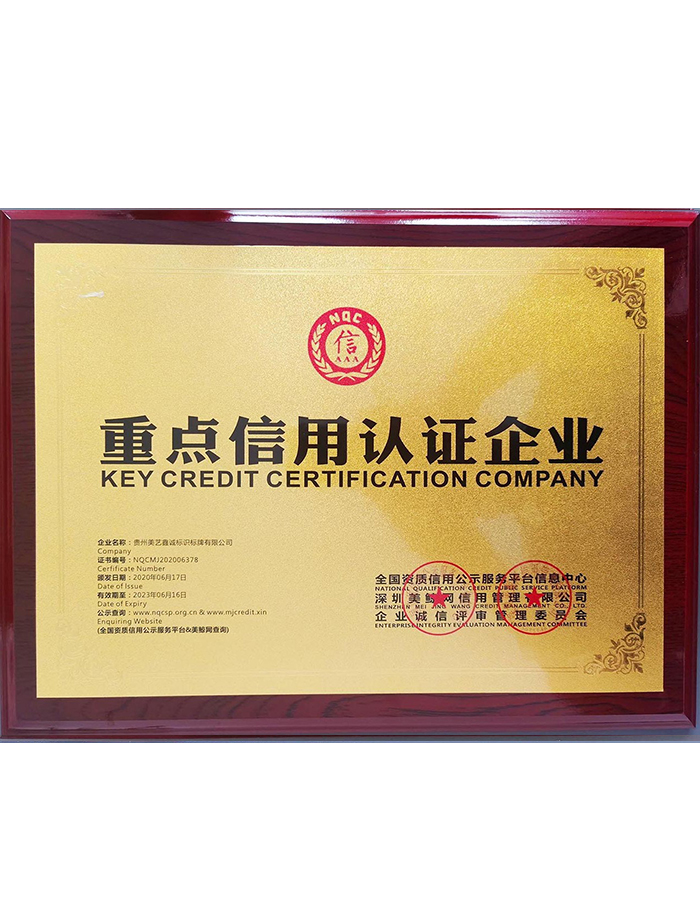 NQC
信
AAA
重点信用认证企业
KEY CREDIT CERTIFICATION COMPANY
企业名称：贵州美艺鑫诚标识标牌有限公司
Company
证书编号：NQCMJ202006378
Cerfificate Number
颁发日期：2020年06月17日
Date of Issue
有效期至：2023年06月16日
Date of Expiry
公示查询：www.nqcsp.org.cn & www.mjcredit.xin
Enquiring Website
(全国资质信用公示服务平台&美鲸网查询)
全国资质信用公示服务平台信息中心
NATIONAL QUALIFICATION CREDIT PUBLIC SERVICE PLATFORM
深圳美鲸网信用管理有限公司
SHENZHEN MEI JING WANG CREDIT MANAGEMENT CO., LTD.
企业诚信评审管理委员会
ENTERPRISE INTEGRITY EVALUATION MANAGEMENT COMMITTEE